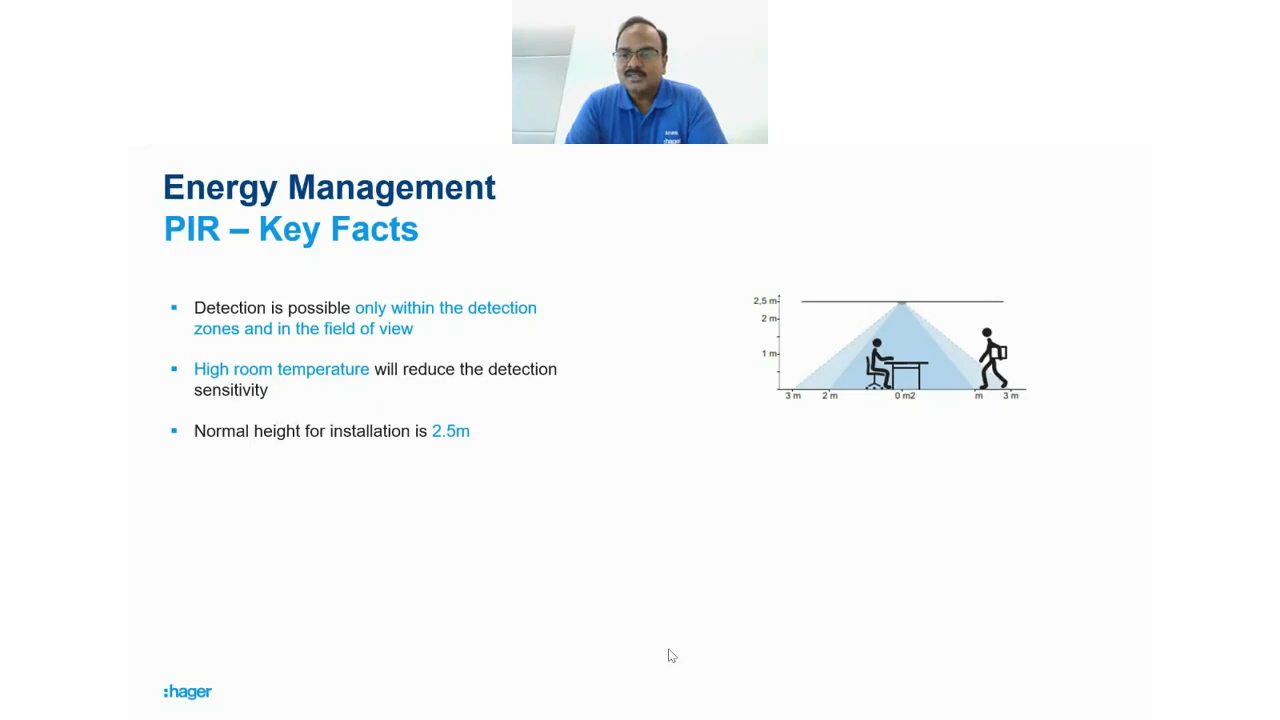 :hager
Energy Management
PIR – Key Facts
▪ Detection is possible only within the detection
zones and in the field of view
▪ High room temperature will reduce the detection
sensitivity
▪ Normal height for installation is 2.5m
2,5 m
2 m
1 m
3 m 2 m 0 m2 m 3 m
:hager